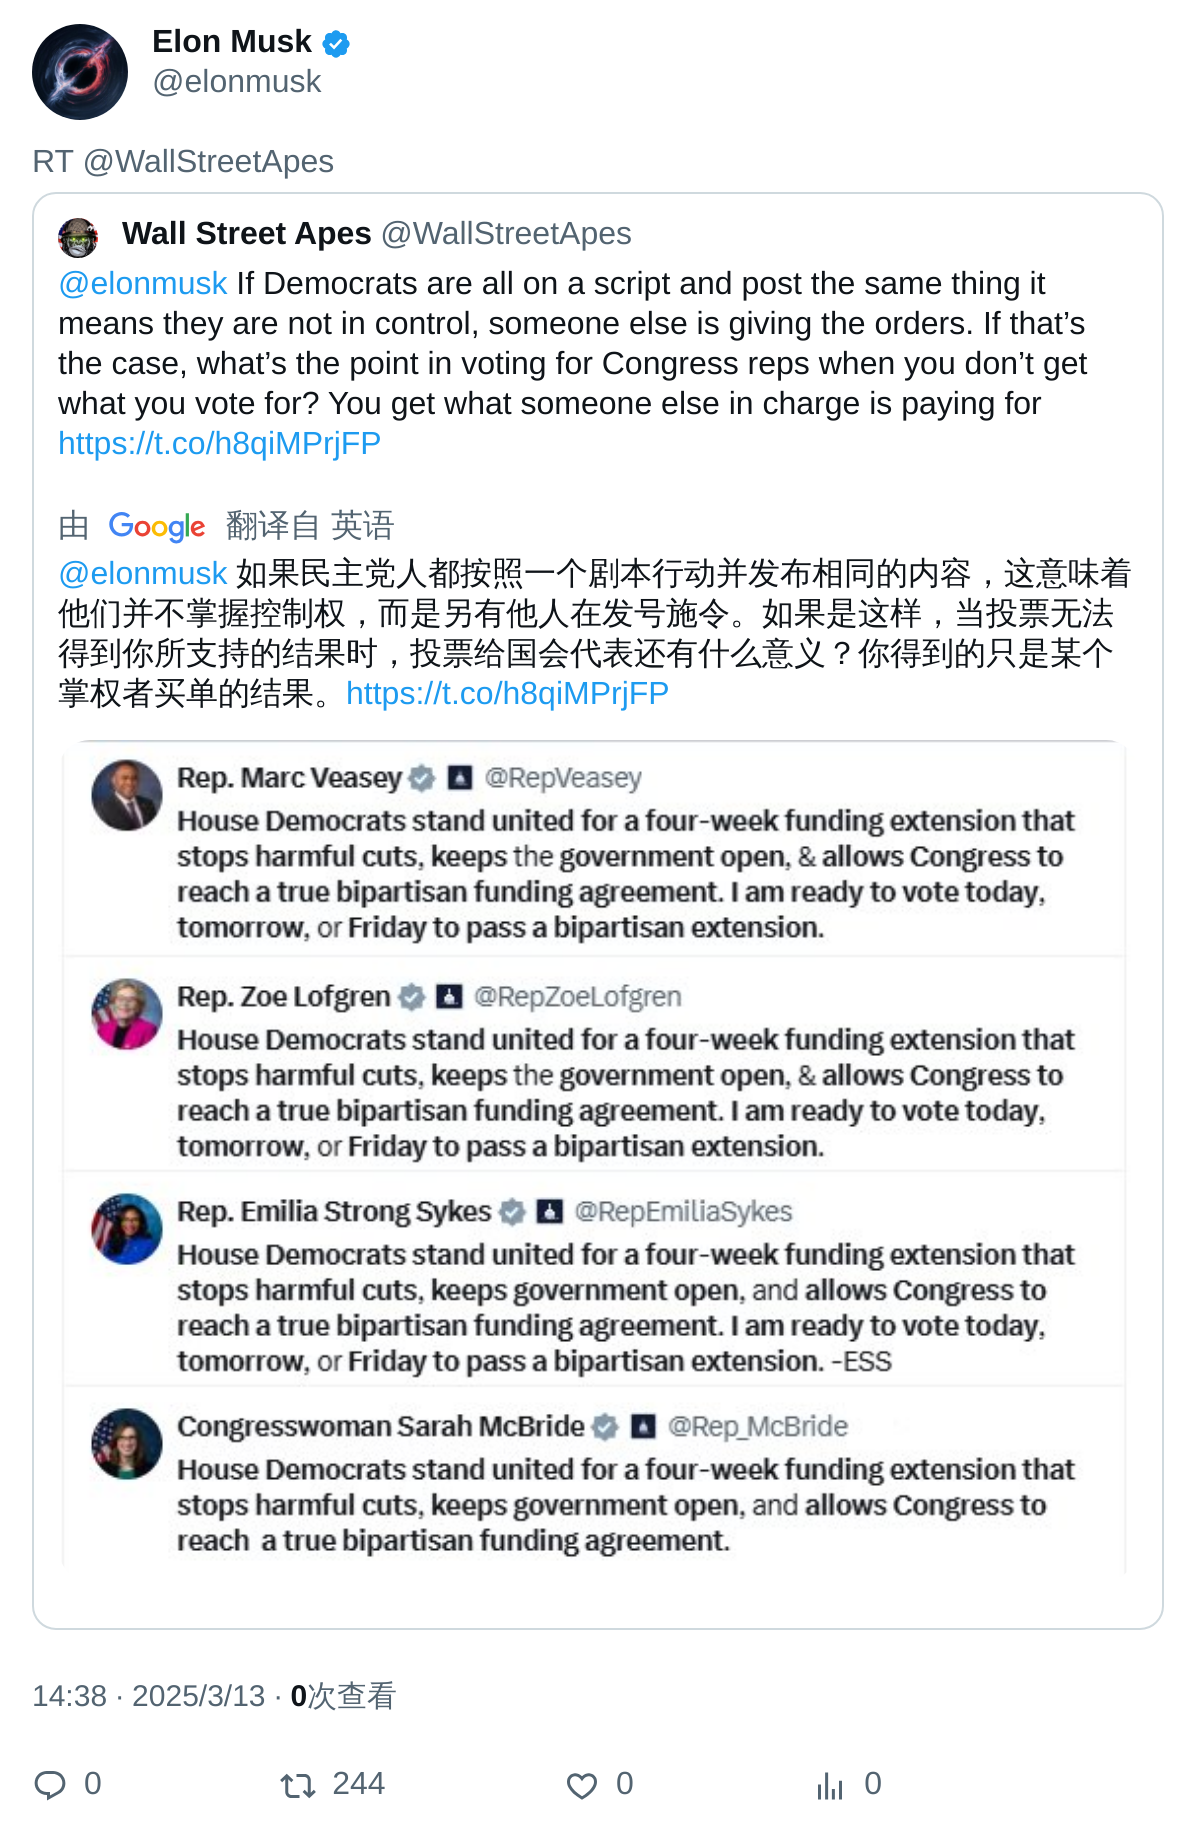 Elon Musk
@elonmusk
RT @WallStreetApes
Wall Street Apes @WallStreetApes
@elonmusk If Democrats are all on a script and post the same thing it
means they are not in control, someone else is giving the orders. If that’s
the case, what’s the point in voting for Congress reps when you don’t get
what you vote for? You get what someone else in charge is paying for
https://t.co/h8qiMPrjFP
由 Google 翻译自 英语
@elonmusk 如果民主党人都按照一个剧本行动并发布相同的内容，这意味着
他们并不掌握控制权，而是另有他人在发号施令。如果是这样，当投票无法
得到你所支持的结果时，投票给国会代表还有什么意义？你得到的只是某个
掌权者买单的结果。https://t.co/h8qiMPrjFP
Rep. Marc Veasey @RepVeasey
House Democrats stand united for a four-week funding extension that
stops harmful cuts, keeps the government open, & allows Congress to
reach a true bipartisan funding agreement. I am ready to vote today,
tomorrow, or Friday to pass a bipartisan extension.
Rep. Zoe Lofgren @RepZoeLofgren
House Democrats stand united for a four-week funding extension that
stops harmful cuts, keeps the government open, & allows Congress to
reach a true bipartisan funding agreement. I am ready to vote today,
tomorrow, or Friday to pass a bipartisan extension.
Rep. Emilia Strong Sykes @RepEmiliaSykes
House Democrats stand united for a four-week funding extension that
stops harmful cuts, keeps government open, and allows Congress to
reach a true bipartisan funding agreement. I am ready to vote today,
tomorrow, or Friday to pass a bipartisan extension. -ESS
Congresswoman Sarah McBride @Rep_McBride
House Democrats stand united for a four-week funding extension that
stops harmful cuts, keeps government open, and allows Congress to
reach a true bipartisan funding agreement.
14:38 · 2025/3/13 · 0次查看
0 244 0 0